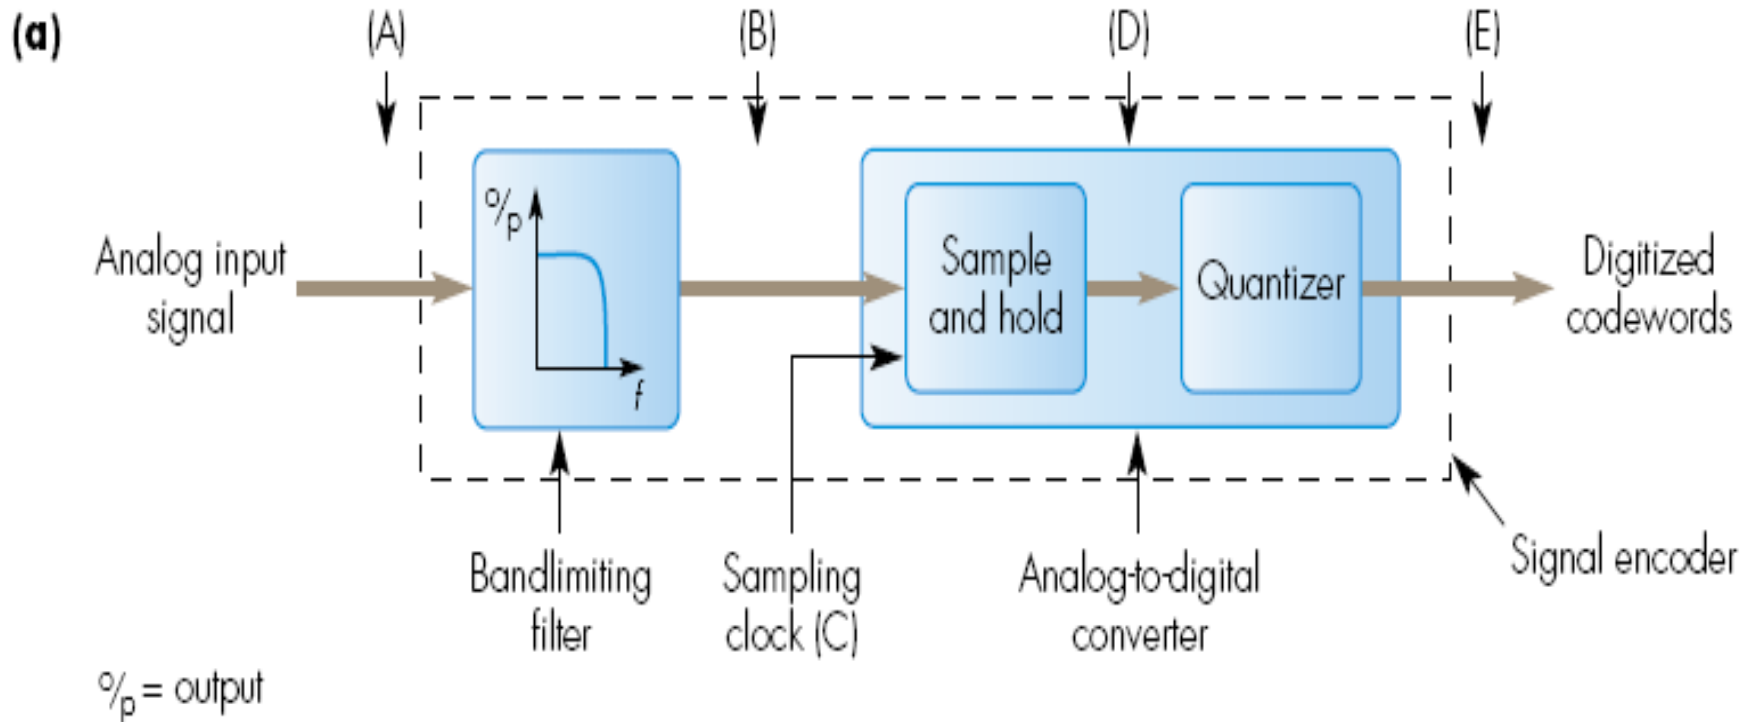 (a)
(A)
(B)
(D)
(E)
o/p
f
Analog input
signal
Sample
and hold
Quantizer
Digitized
codewords
Bandlimiting
filter
Sampling
clock (C)
Analog-to-digital
converter
Signal encoder
o/p = output